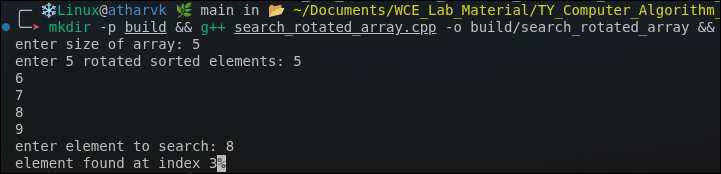 ❄️Linux@atharvk 🌿 main in 📂 ~/Documents/WCE_Lab_Material/TY_Computer_Algorithm_
mkdir -p build && g++ search_rotated_array.cpp -o build/search_rotated_array &&
enter size of array: 5
enter 5 rotated sorted elements: 5
6
7
8
9
enter element to search: 8
element found at index 3%